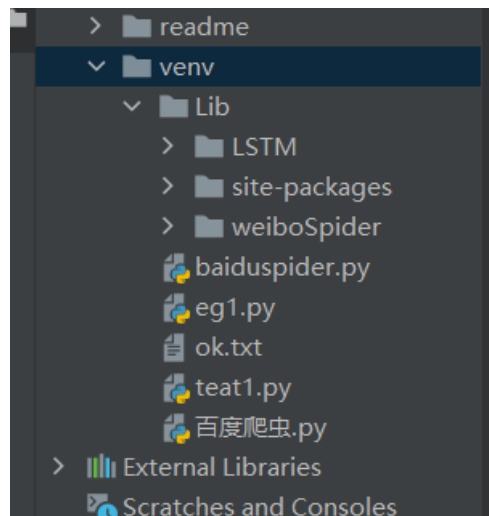 readme
venv
Lib
LSTM
site-packages
weiboSpider
baiduspider.py
eg1.py
ok.txt
teat1.py
百度爬虫.py
External Libraries
Scratches and Consoles